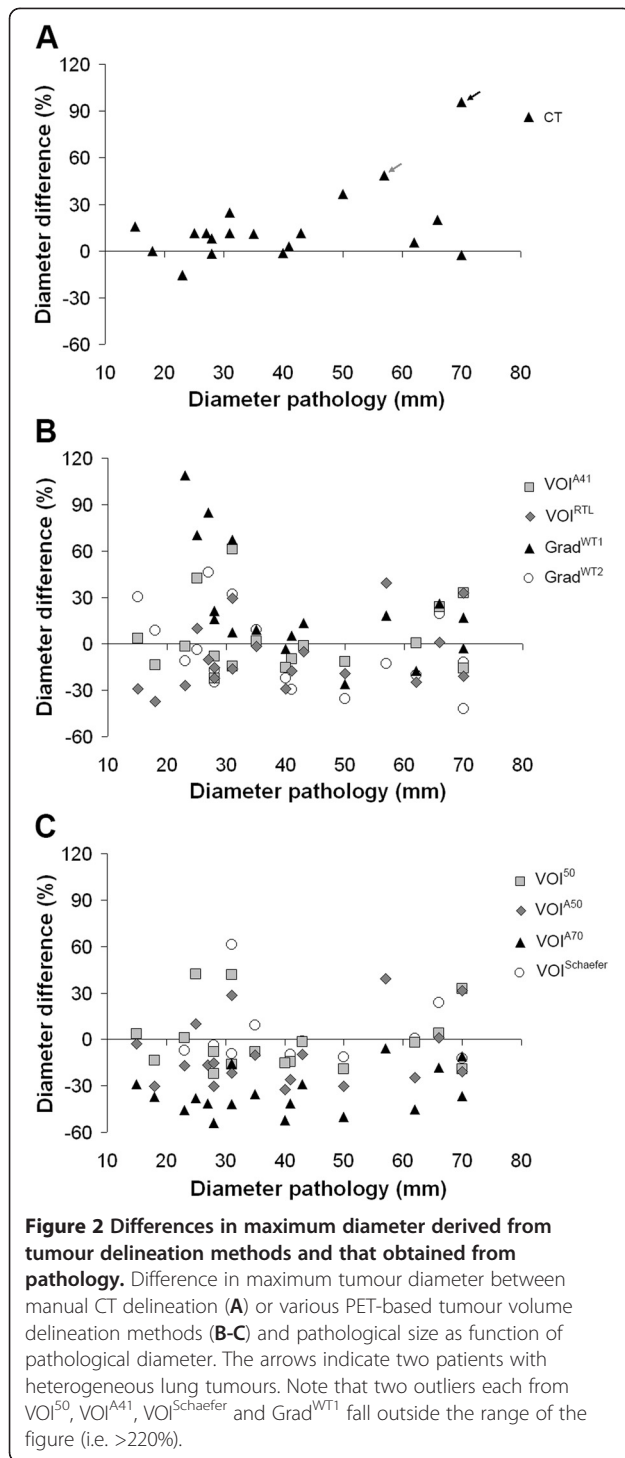 A
120
90
60
30
0
-30
-60
Diameter difference (%)
CT
10 20 30 40 50 60 70 80
Diameter pathology (mm)
B
120
90
60
30
0
-30
-60
Diameter difference (%)
VOI^A41
VOI^RTL
Grad^WT1
Grad^WT2
10 20 30 40 50 60 70 80
Diameter pathology (mm)
C
120
90
60
30
0
-30
-60
Diameter difference (%)
VOI^50
VOI^A50
VOI^A70
VOI^Schaefer
10 20 30 40 50 60 70 80
Diameter pathology (mm)
Figure 2 Differences in maximum diameter derived from
tumour delineation methods and that obtained from
pathology. Difference in maximum tumour diameter between
manual CT delineation (A) or various PET-based tumour volume
delineation methods (B-C) and pathological size as function of
pathological diameter. The arrows indicate two patients with
heterogeneous lung tumours. Note that two outliers each from
VOI^50, VOI^A41, VOI^Schaefer and Grad^WT1 fall outside the range of the
figure (i.e. >220%).